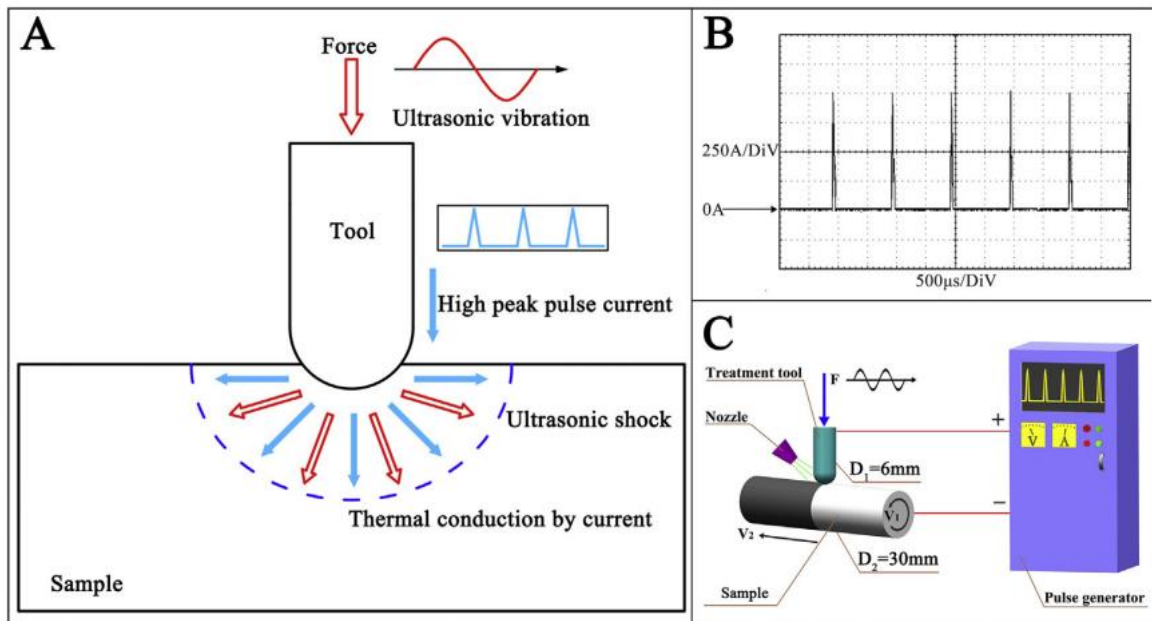 A
Force
Ultrasonic vibration
Tool
High peak pulse current
Ultrasonic shock
Thermal conduction by current
Sample
B
250A/DiV
0A
500μs/DiV
C
Treatment tool
F
Nozzle
D₁=6mm
V₁
V₂
D₂=30mm
Sample
+
−
V
A
Pulse generator